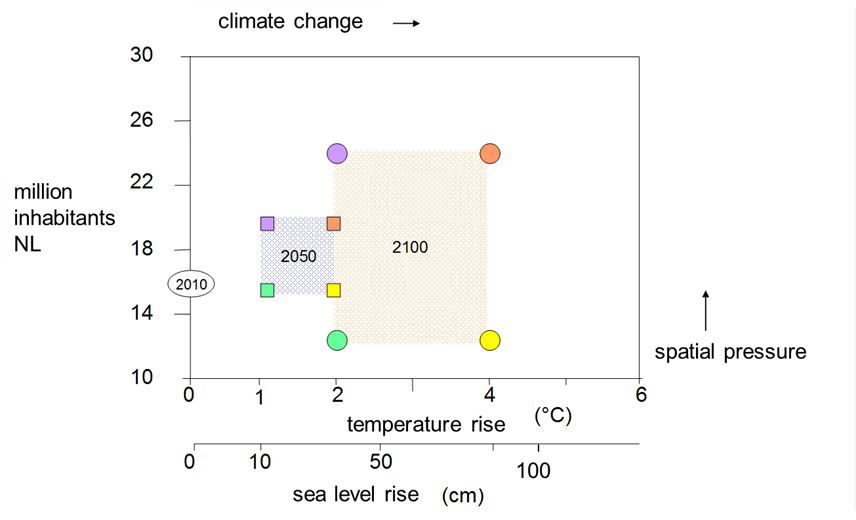 climate change
30
26
22
million
inhabitants
NL
18
2050
2100
2010
14
spatial pressure
10
0
1
2
4
6
temperature rise
(°C)
0
10
50
100
sea level rise (cm)